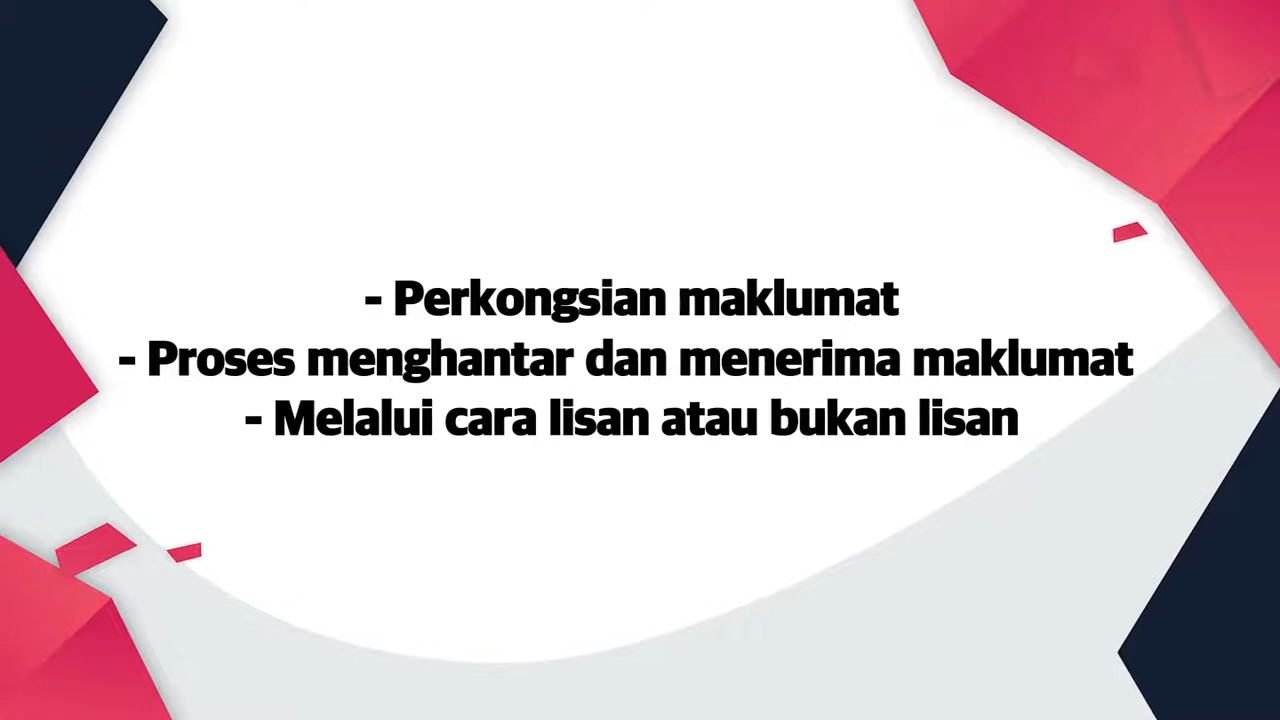 - Perkongsian maklumat
- Proses menghantar dan menerima maklumat
- Melalui cara lisan atau bukan lisan